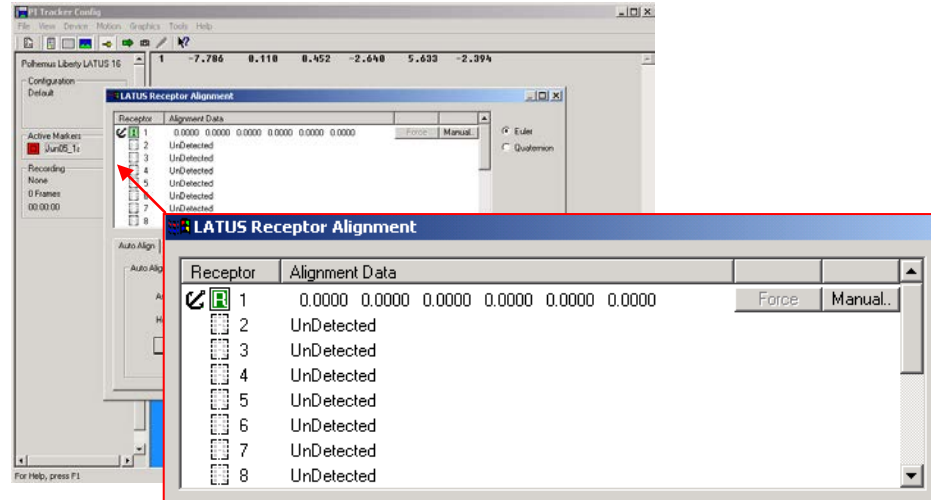 PI Tracker Config
File View Device Motion Graphics Tools Help
Polhemus Liberty LATUS 16
1 -7.786 0.110 0.452 -2.640 5.633 -2.394
Configuration
Default
Active Markers
Jun05_1
Recording
None
0 Frames
00:00:00
LATUS Receptor Alignment
Receptor Alignment Data
1 0.0000 0.0000 0.0000 0.0000 0.0000 0.0000 Force Manual..
2 UnDetected
3 UnDetected
4 UnDetected
5 UnDetected
6 UnDetected
7 UnDetected
8
Euler
Quaternion
Auto Align
Auto Alig
For Help, press F1
LATUS Receptor Alignment
Receptor Alignment Data
R 1 0.0000 0.0000 0.0000 0.0000 0.0000 0.0000 Force Manual..
2 UnDetected
3 UnDetected
4 UnDetected
5 UnDetected
6 UnDetected
7 UnDetected
8 UnDetected